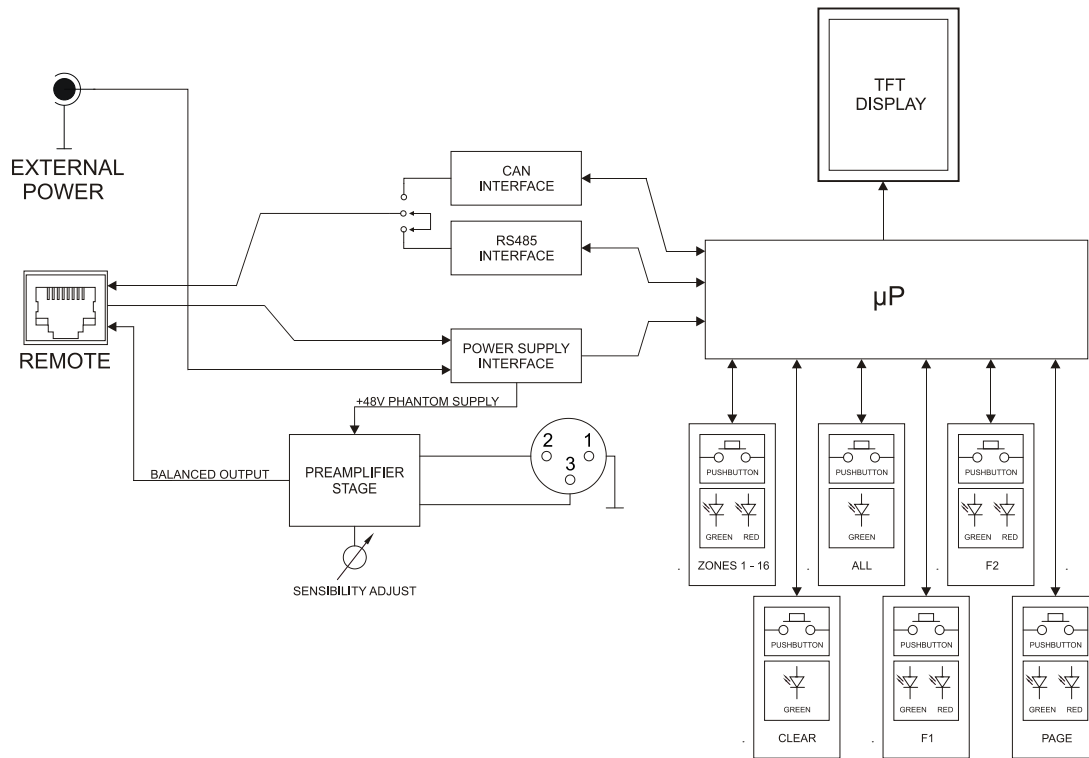 TFT
DISPLAY
EXTERNAL
POWER
CAN
INTERFACE
RS485
INTERFACE
µP
REMOTE
POWER SUPPLY
INTERFACE
+48V PHANTOM SUPPLY
BALANCED OUTPUT
PREAMPLIFIER
STAGE
2 1
3
SENSIBILITY ADJUST
PUSHBUTTON
GREEN RED
ZONES 1 - 16
PUSHBUTTON
GREEN
ALL
PUSHBUTTON
GREEN RED
F2
PUSHBUTTON
GREEN
CLEAR
PUSHBUTTON
GREEN RED
F1
PUSHBUTTON
GREEN RED
PAGE